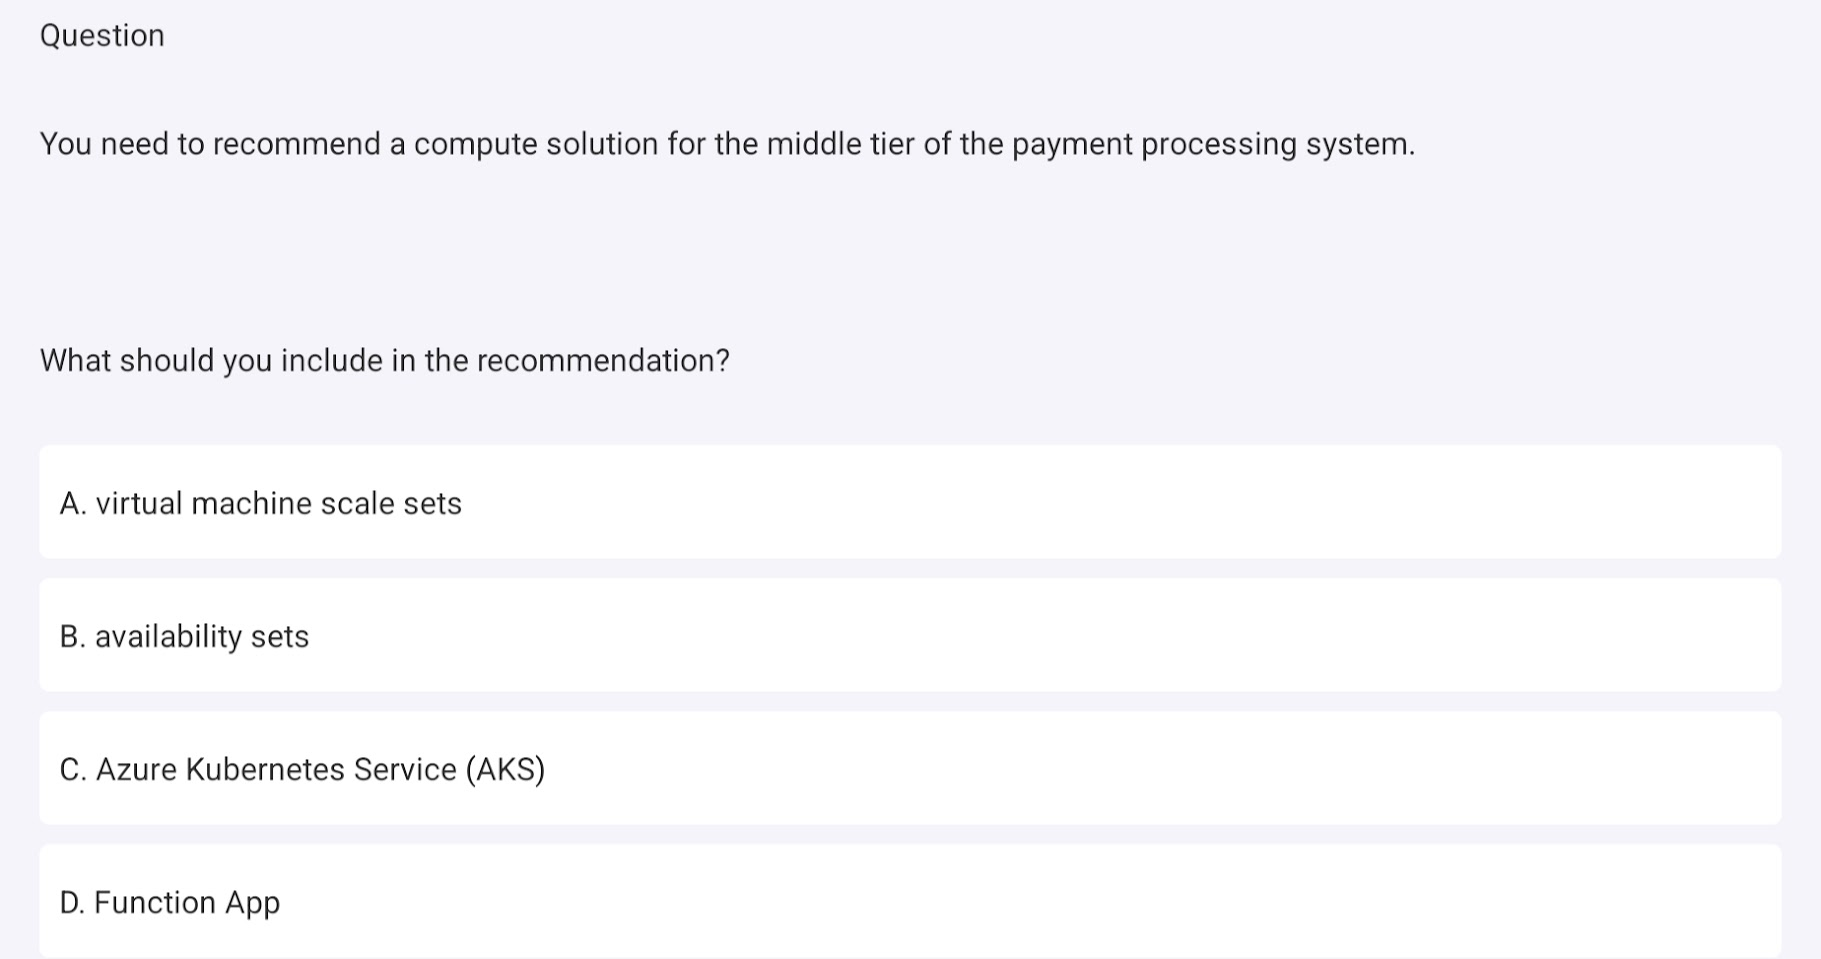 Question
You need to recommend a compute solution for the middle tier of the payment processing system.
What should you include in the recommendation?
A. virtual machine scale sets
B. availability sets
C. Azure Kubernetes Service (AKS)
D. Function App